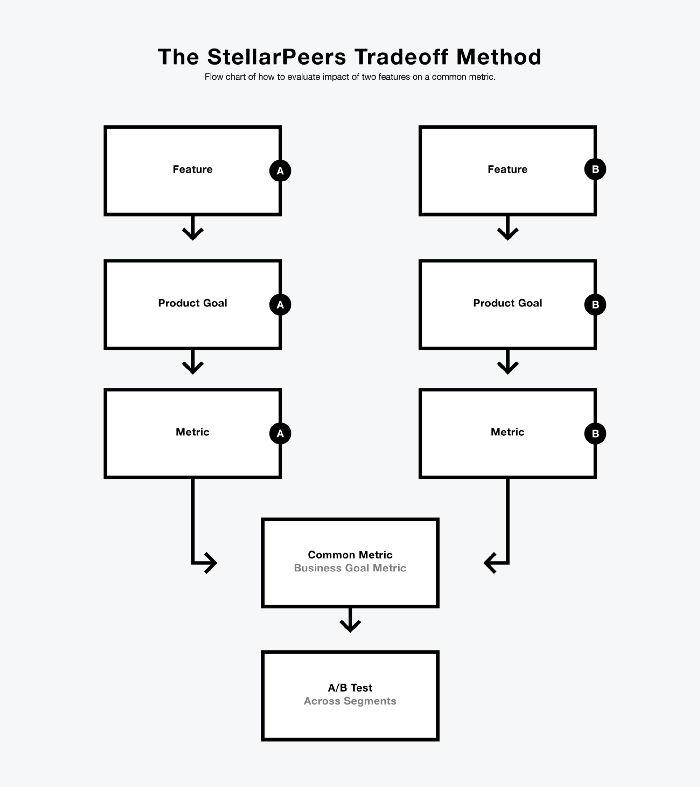 The StellarPeers Tradeoff Method
Flow chart of how to evaluate impact of two features on a common metric.
Feature
A
Feature
B
Product Goal
A
Product Goal
B
Metric
A
Metric
B
Common Metric
Business Goal Metric
A/B Test
Across Segments